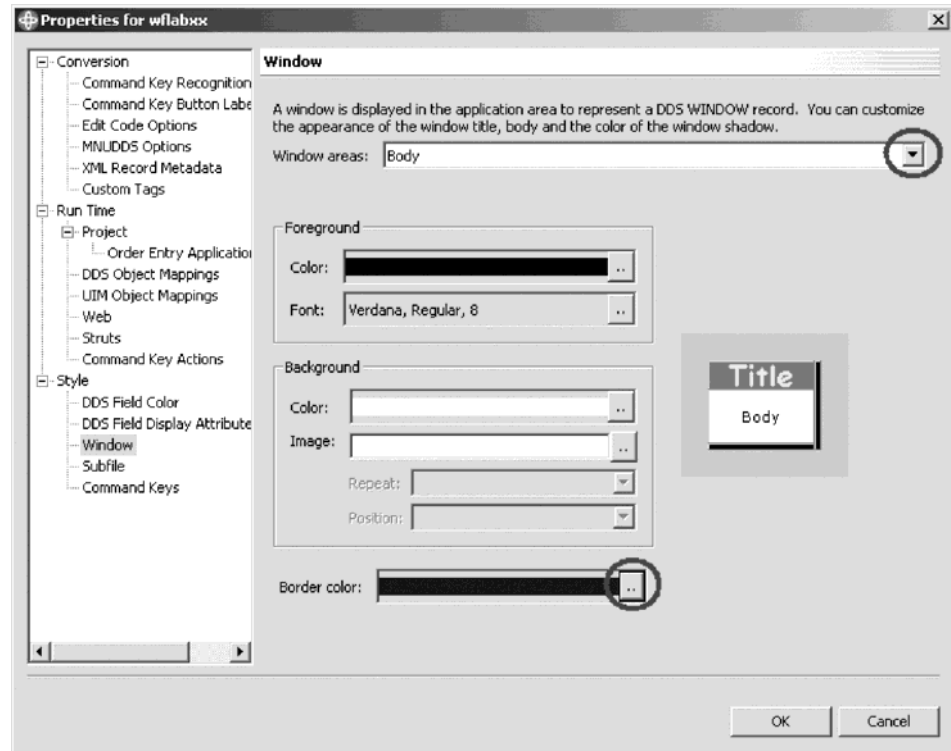 Properties for wflabxx
Conversion
Command Key Recognition
Command Key Button Labe
Edit Code Options
MNUDDS Options
XML Record Metadata
Custom Tags
Run Time
Project
Order Entry Application
DDS Object Mappings
UIM Object Mappings
Web
Struts
Command Key Actions
Style
DDS Field Color
DDS Field Display Attribute
Window
Subfile
Command Keys
Window
A window is displayed in the application area to represent a DDS WINDOW record. You can customize
the appearance of the window title, body and the color of the window shadow.
Window areas: Body
Foreground
Color: ..
Font: Verdana, Regular, 8 ..
Background
Color: ..
Image: ..
Repeat:
Position:
Border color: ..
Title
Body
OK Cancel